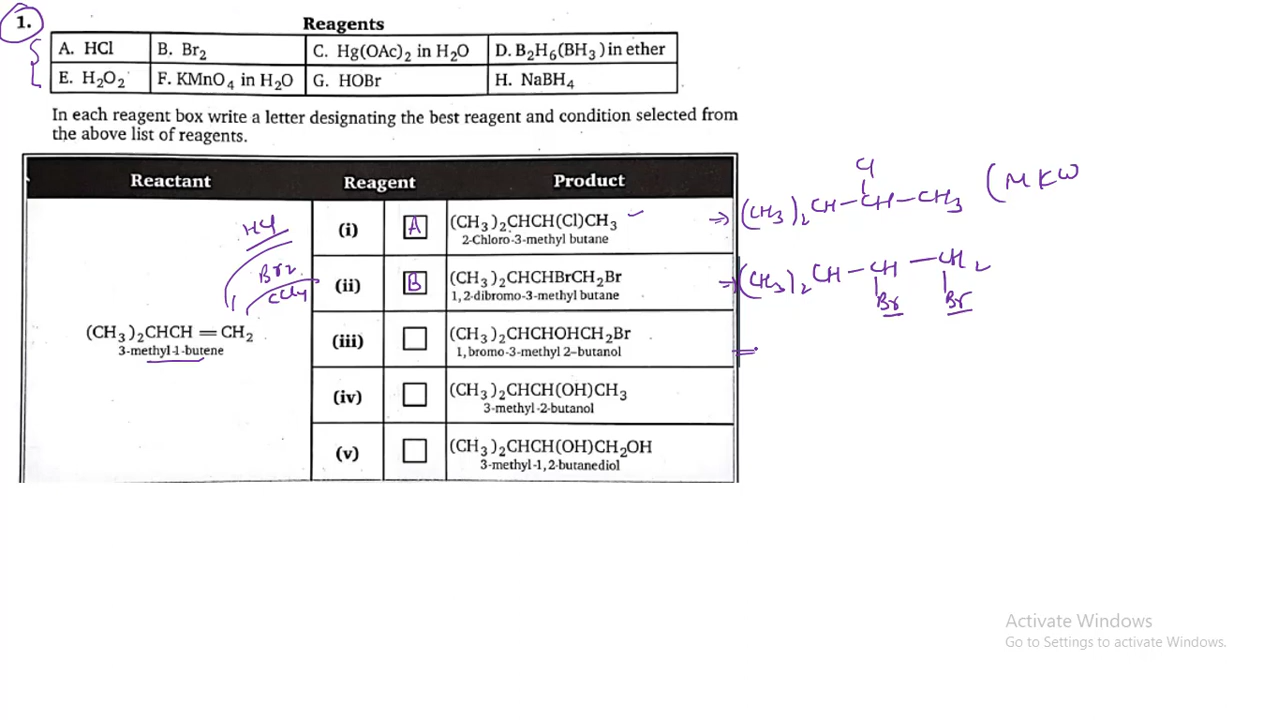 1.
Reagents
A. HCl B. Br₂ C. Hg(OAc)₂ in H₂O D. B₂H₆(BH₃) in ether
E. H₂O₂ F. KMnO₄ in H₂O G. HOBr H. NaBH₄
In each reagent box write a letter designating the best reagent and condition selected from
the above list of reagents.
Reactant Reagent Product
(i) A (CH₃)₂CHCH(Cl)CH₃
2-Chloro-3-methyl butane
⇒ (CH₃)₂CH–CH–CH₃ (MKW
Cl
HCl
Br₂
CCl₄
(ii) B (CH₃)₂CHCHBrCH₂Br
1,2-dibromo-3-methyl butane
⇒ (CH₃)₂CH–CH–CH₂
Br Br
(CH₃)₂CHCH=CH₂
3-methyl-1-butene
(iii) (CH₃)₂CHCHOHCH₂Br
1,bromo-3-methyl 2–butanol
=
(iv) (CH₃)₂CHCH(OH)CH₃
3-methyl-2-butanol
(v) (CH₃)₂CHCH(OH)CH₂OH
3-methyl-1,2-butanediol
Activate Windows
Go to Settings to activate Windows.